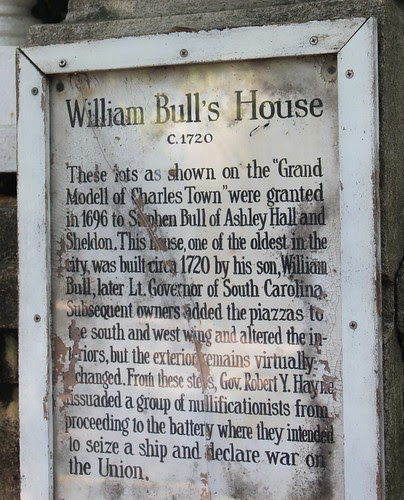 William Bull's House
C. 1720
These lots as shown on the "Grand
Modell of Charles Town" were granted
in 1696 to Stephen Bull of Ashley Hall and
Sheldon. This house, one of the oldest in the
city, was built circa 1720 by his son, William
Bull, later Lt. Governor of South Carolina.
Subsequent owners added the piazzas to
the south and west wing and altered the in-
teriors, but the exterior remains virtually
unchanged. From these steps, Gov. Robert Y. Hayne
dissuaded a group of nullificationists from
proceeding to the battery where they intended
to seize a ship and declare war on
the Union.